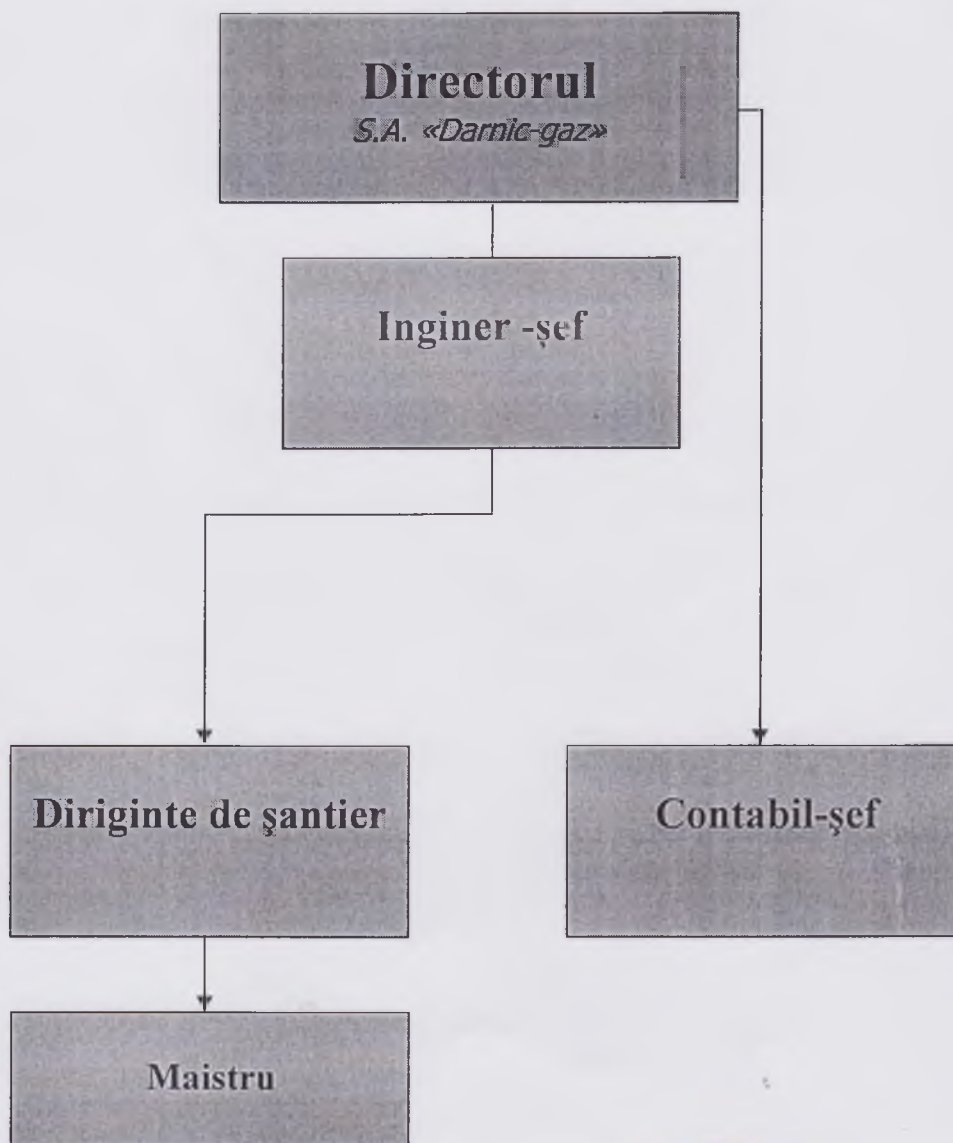 Directorul
S.A. «Darnic-gaz»
Inginer -şef
Diriginte de şantier
Contabil-şef
Maistru